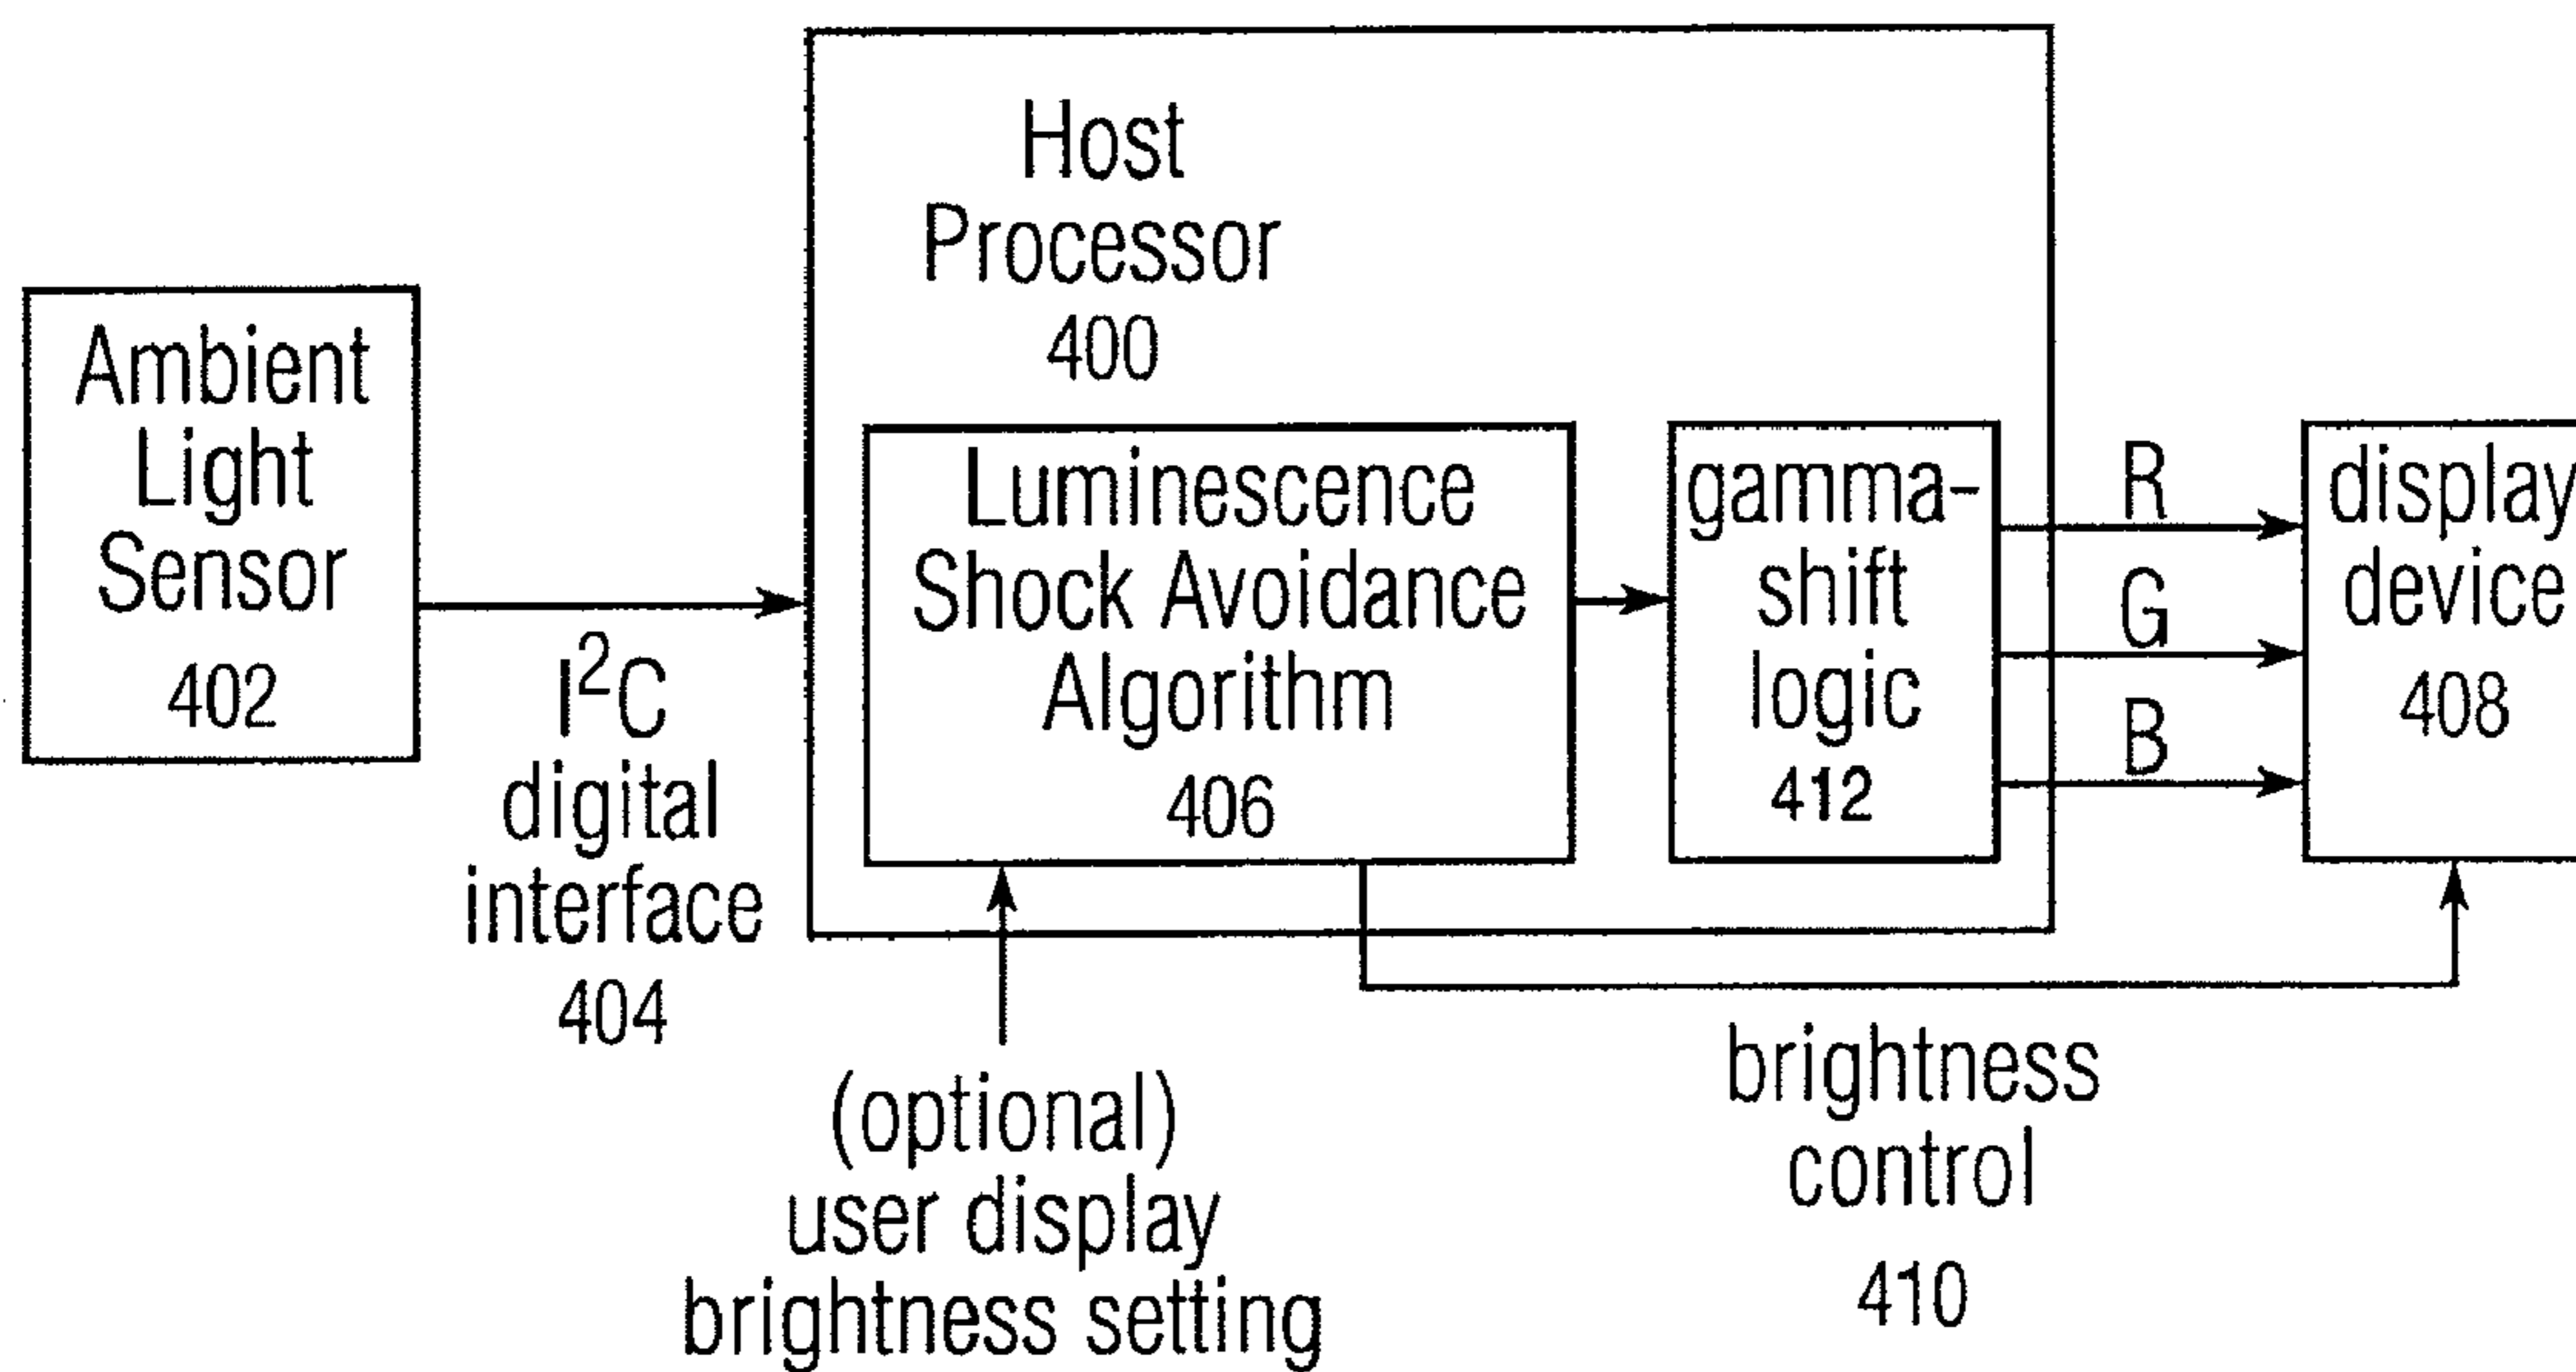 Host
Processor
400
Ambient
Light
Sensor
402
I²C
digital
interface
404
Luminescence
Shock Avoidance
Algorithm
406
gamma-
shift
logic
412
R
G
B
display
device
408
(optional)
user display
brightness setting
brightness
control
410